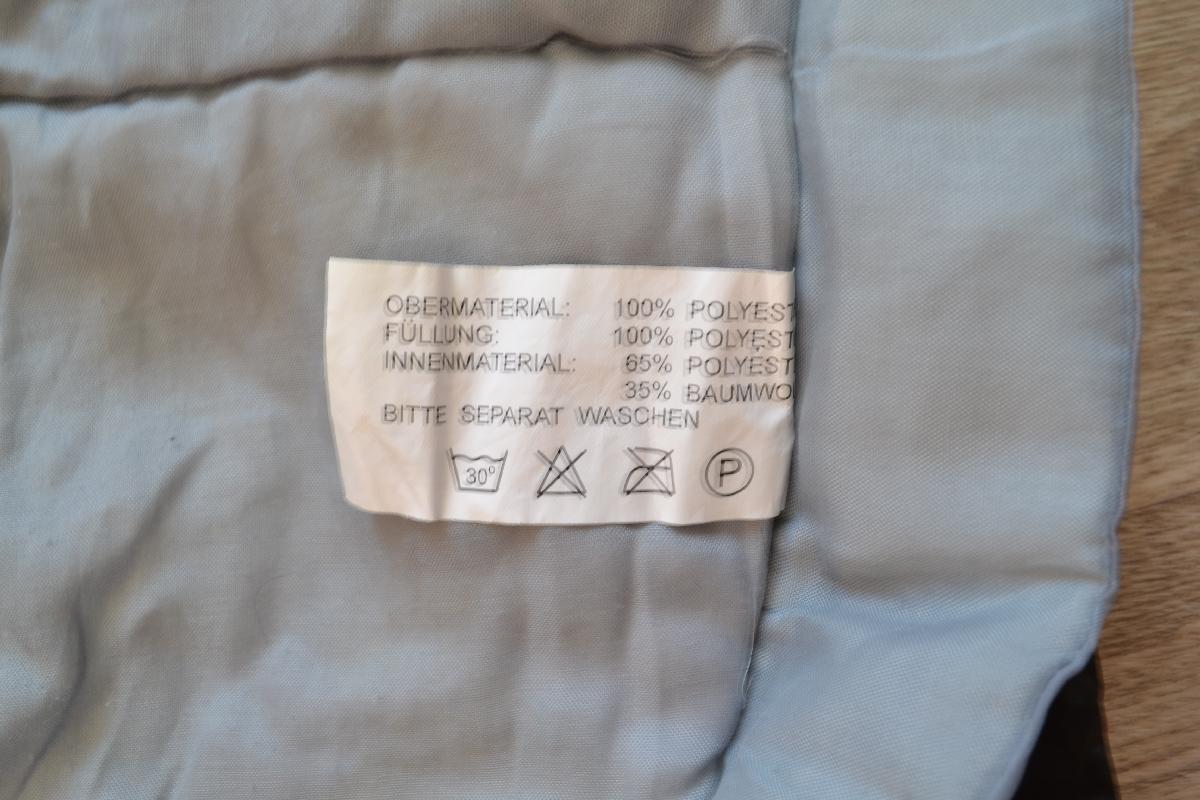 OBERMATERIAL: 100% POLYEST
FÜLLUNG: 100% POLYEST
INNENMATERIAL: 65% POLYEST
35% BAUMWO
BITTE SEPARAT WASCHEN
30° P